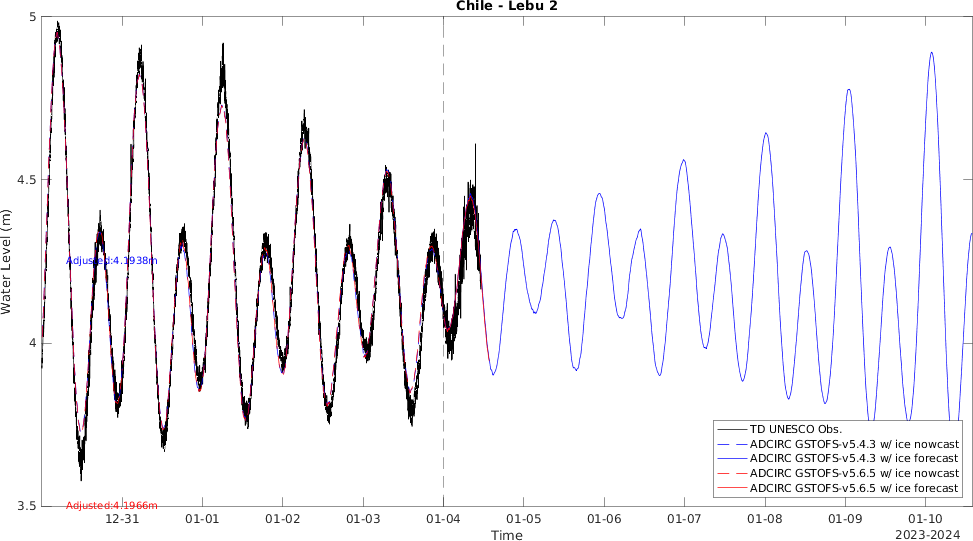 Chile - Lebu 2
5
4.5
4
3.5
Water Level (m)
Adjusted:4.1938m
Adjusted:4.1966m
TD UNESCO Obs.
ADCIRC GSTOFS-v5.4.3 w/ ice nowcast
ADCIRC GSTOFS-v5.4.3 w/ ice forecast
ADCIRC GSTOFS-v5.6.5 w/ ice nowcast
ADCIRC GSTOFS-v5.6.5 w/ ice forecast
12-31 01-01 01-02 01-03 01-04 01-05 01-06 01-07 01-08 01-09 01-10
Time
2023-2024